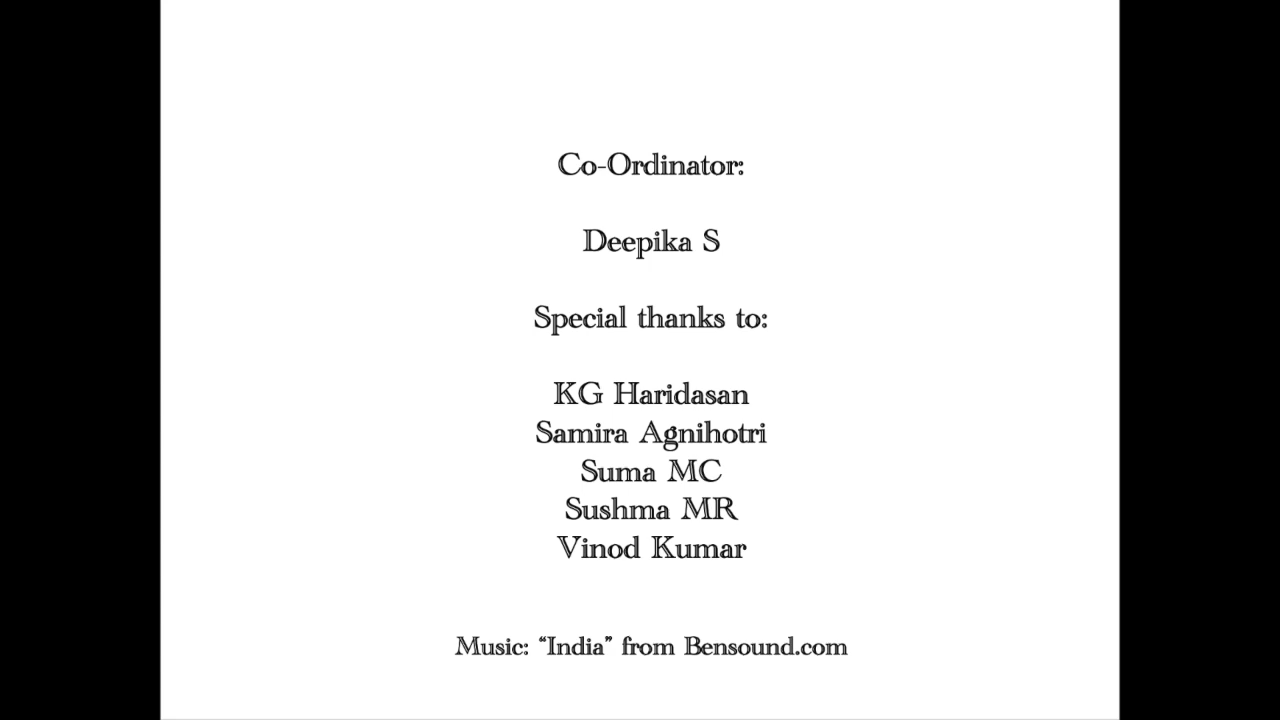 Co-Ordinator:
Deepika S
Special thanks to:
KG Haridasan
Samira Agnihotri
Suma MC
Sushma MR
Vinod Kumar
Music: “India” from Bensound.com